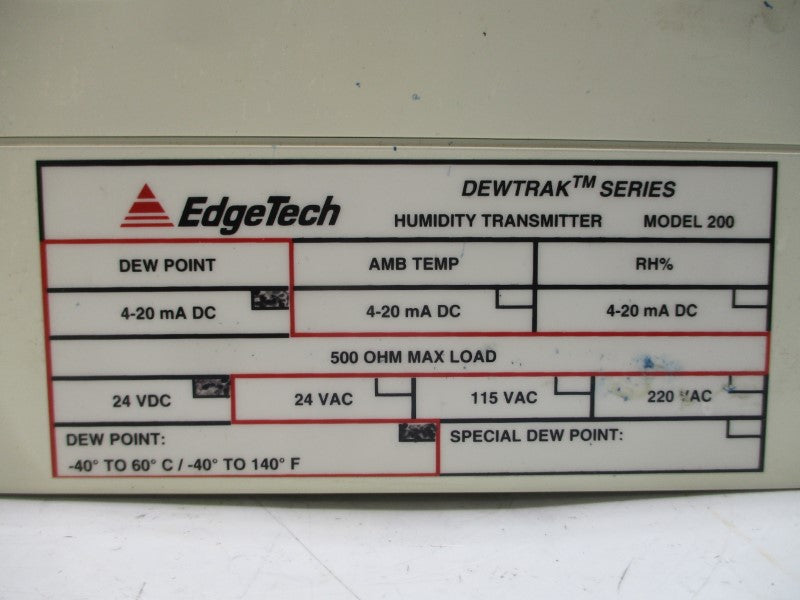 EdgeTech
DEWTRAK™ SERIES
HUMIDITY TRANSMITTER MODEL 200
DEW POINT AMB TEMP RH%
4-20 mA DC 4-20 mA DC 4-20 mA DC
500 OHM MAX LOAD
24 VDC 24 VAC 115 VAC 220 VAC
DEW POINT: SPECIAL DEW POINT:
-40° TO 60° C / -40° TO 140° F